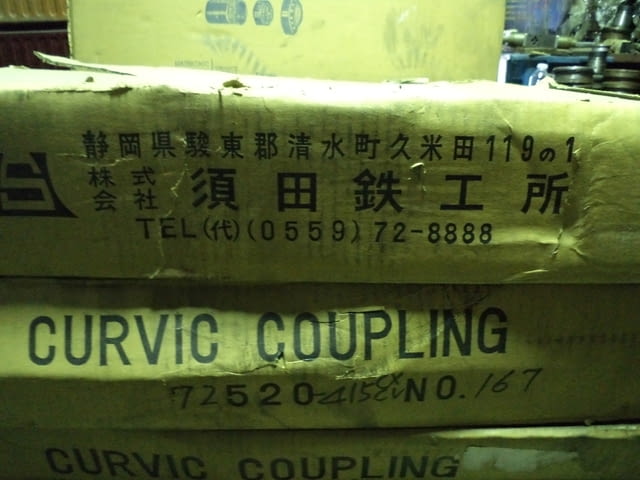 静岡県駿東郡清水町久米田119の1
株式会社 須田鉄工所
TEL(代)(0559)72-8888
CURVIC COUPLING
72520 NO.167
CURVIC COUPLING